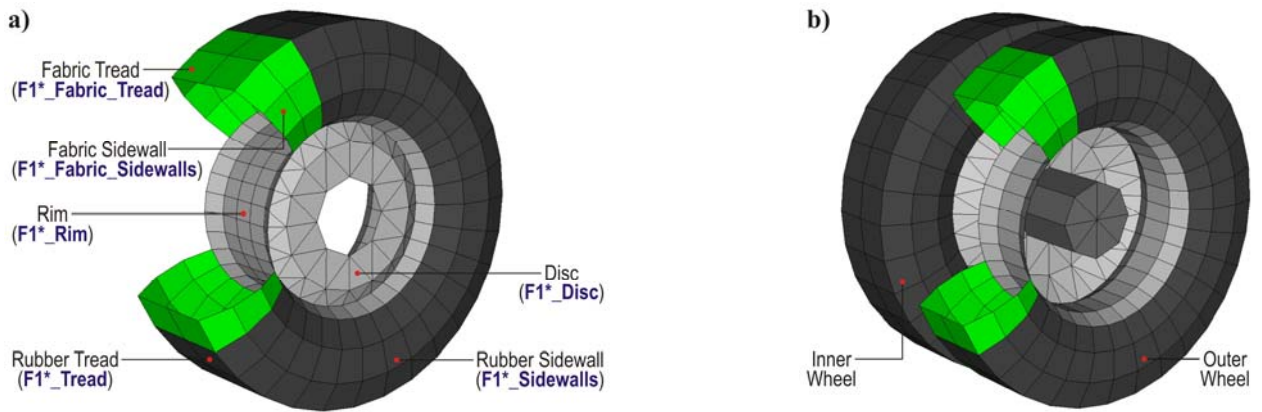 a)
Fabric Tread
(F1*_Fabric_Tread)
Fabric Sidewall
(F1*_Fabric_Sidewalls)
Rim
(F1*_Rim)
Disc
(F1*_Disc)
Rubber Tread
(F1*_Tread)
Rubber Sidewall
(F1*_Sidewalls)
b)
Inner
Wheel
Outer
Wheel